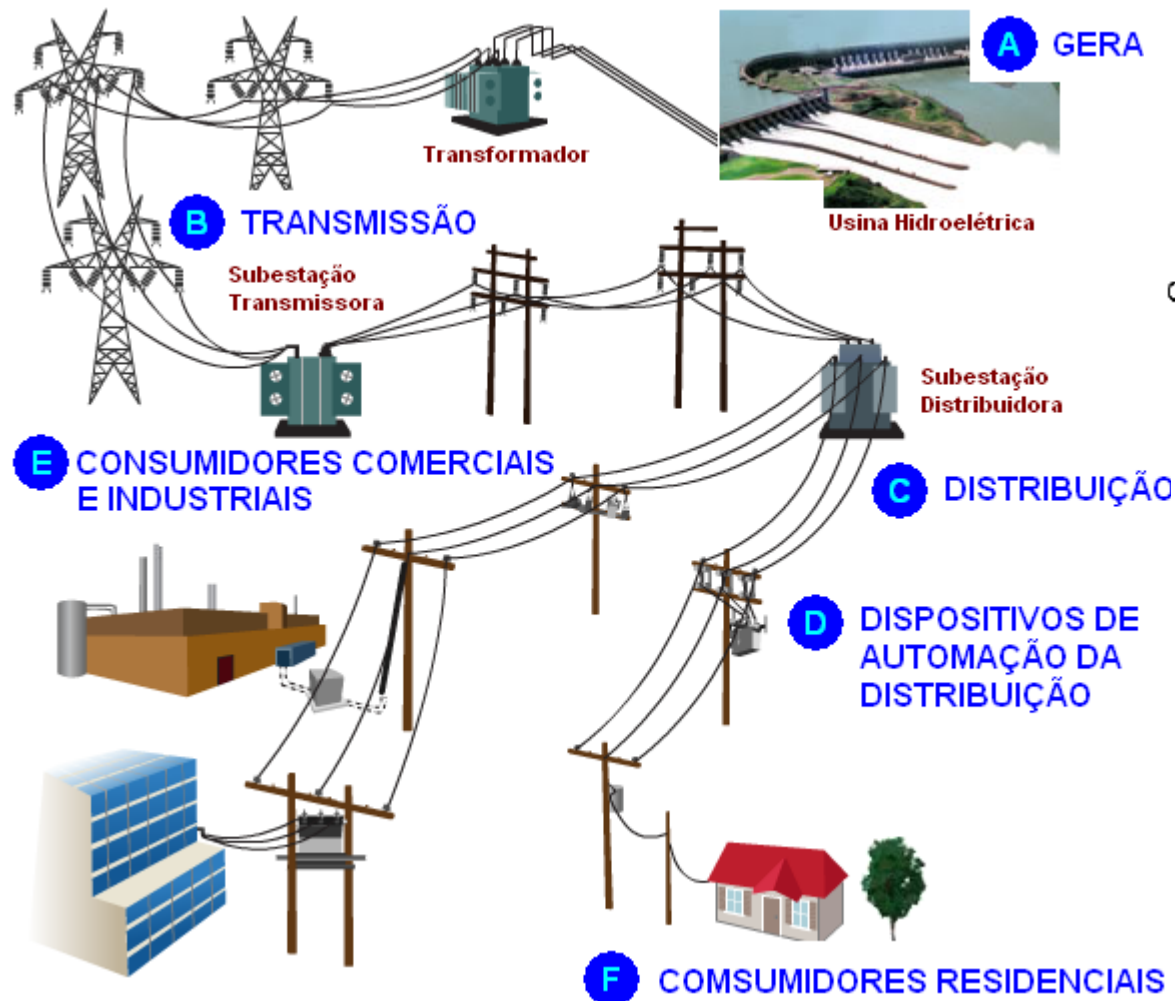 A GERA
Transformador
Usina Hidroelétrica
B TRANSMISSÃO
Subestação
Transmissora
Subestação
Distribuidora
E CONSUMIDORES COMERCIAIS
E INDUSTRIAIS
C DISTRIBUIÇÃO
D DISPOSITIVOS DE
AUTOMAÇÃO DA
DISTRIBUIÇÃO
F COMSUMIDORES RESIDENCIAIS